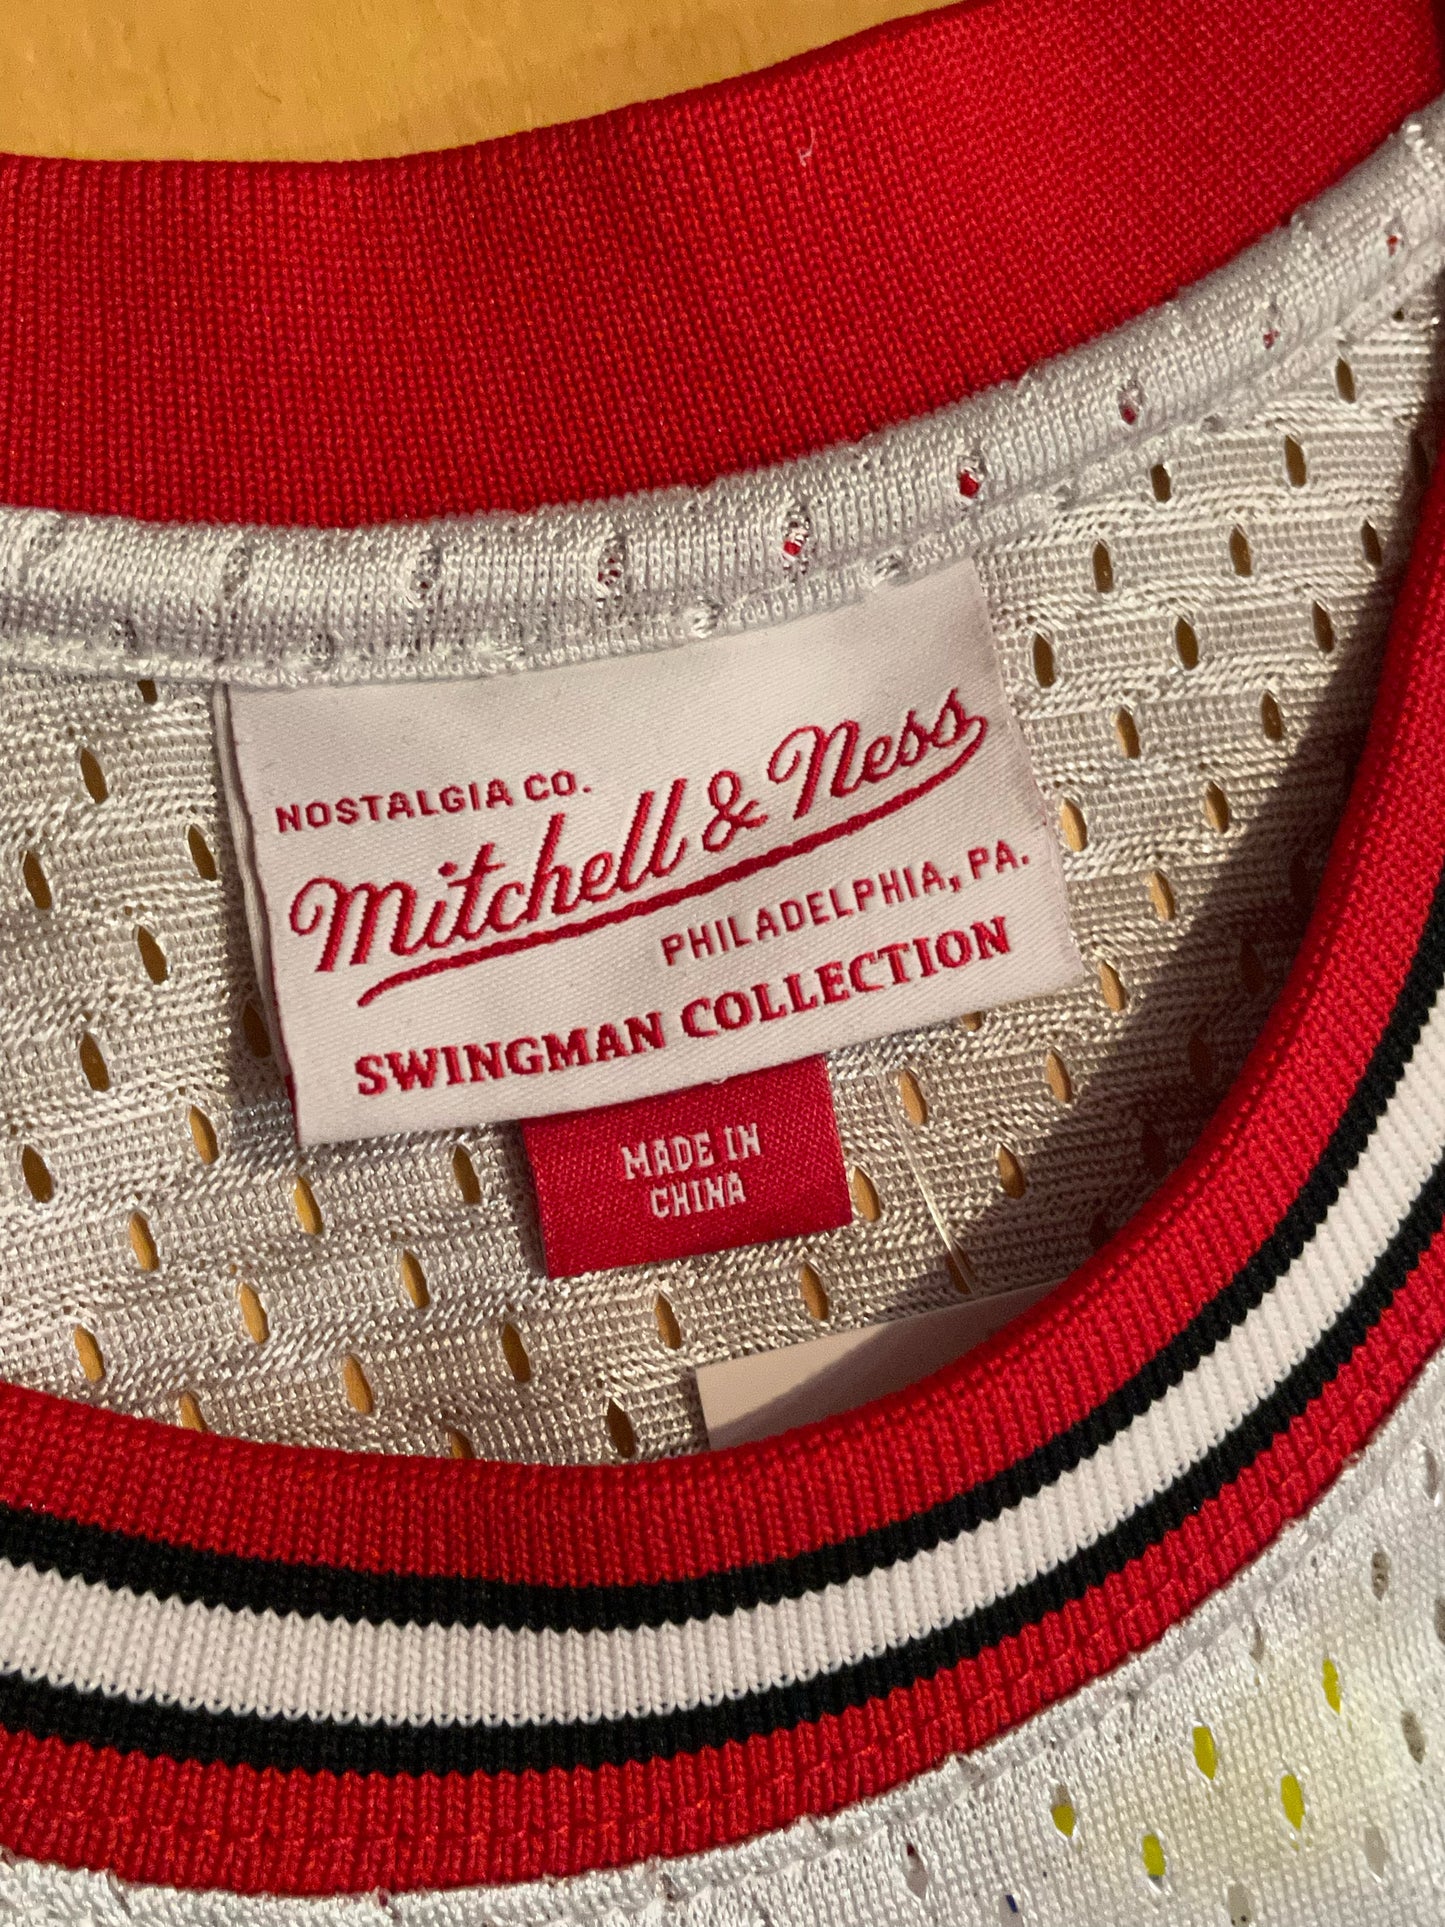 NOSTALGIA CO.
Mitchell & Ness
PHILADELPHIA, PA.
SWINGMAN COLLECTION
MADE IN
CHINA